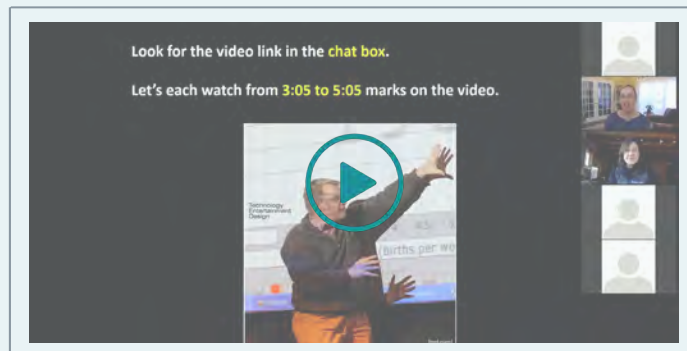 Look for the video link in the chat box.
Let's each watch from 3:05 to 5:05 marks on the video.
Technology
Entertainment
Design
(Births per wo